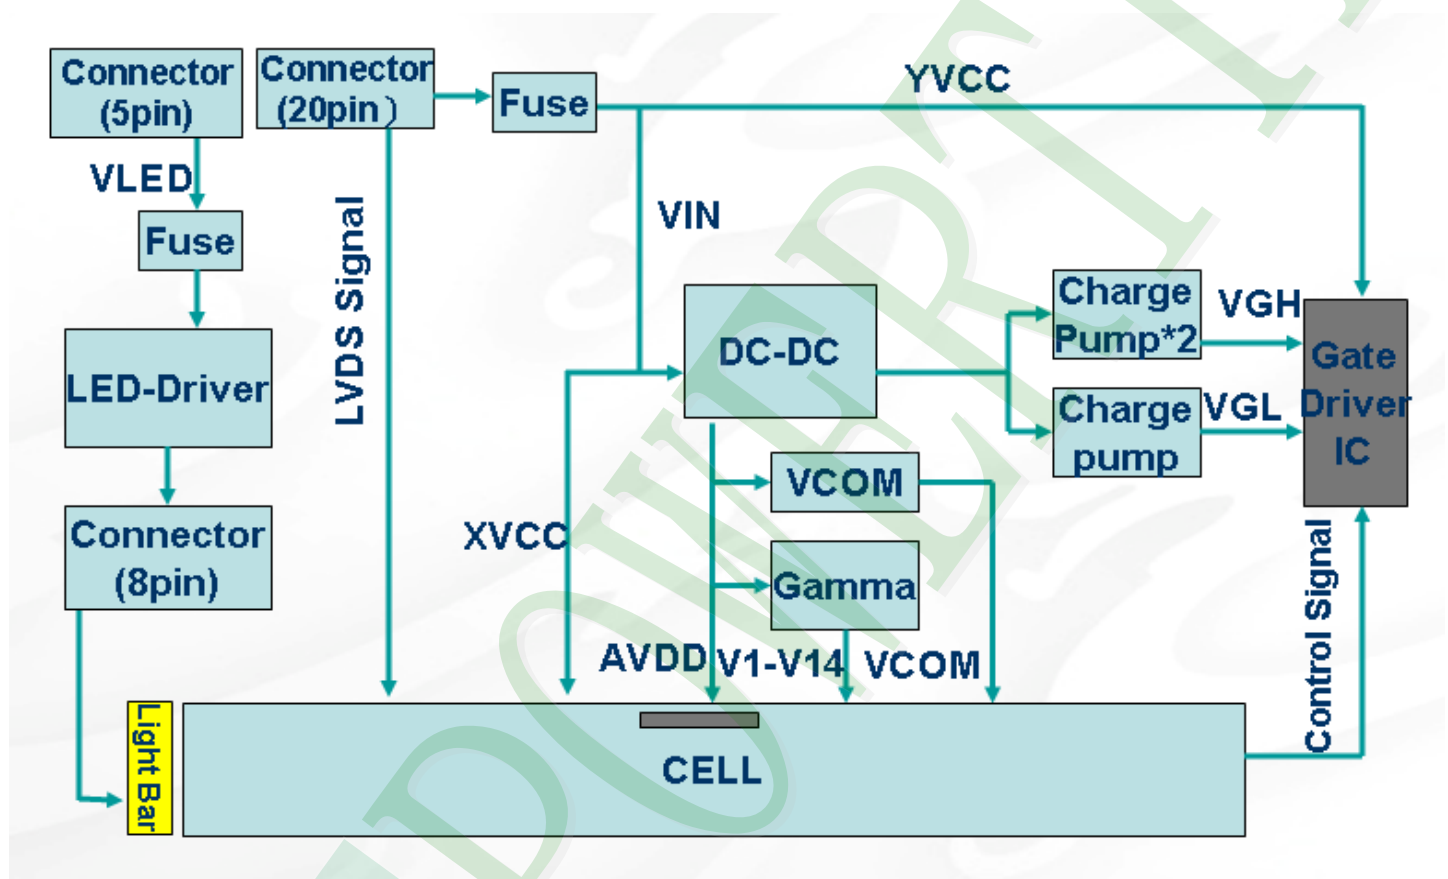 Connector
(5pin)
Connector
(20pin）
Fuse
YVCC
VLED
Fuse
LVDS Signal
VIN
LED-Driver
DC-DC
Charge
Pump*2
VGH
Charge
pump
VGL
Gate
Driver
IC
Connector
(8pin)
XVCC
VCOM
Gamma
AVDD
V1-V14
VCOM
Control Signal
Light Bar
CELL